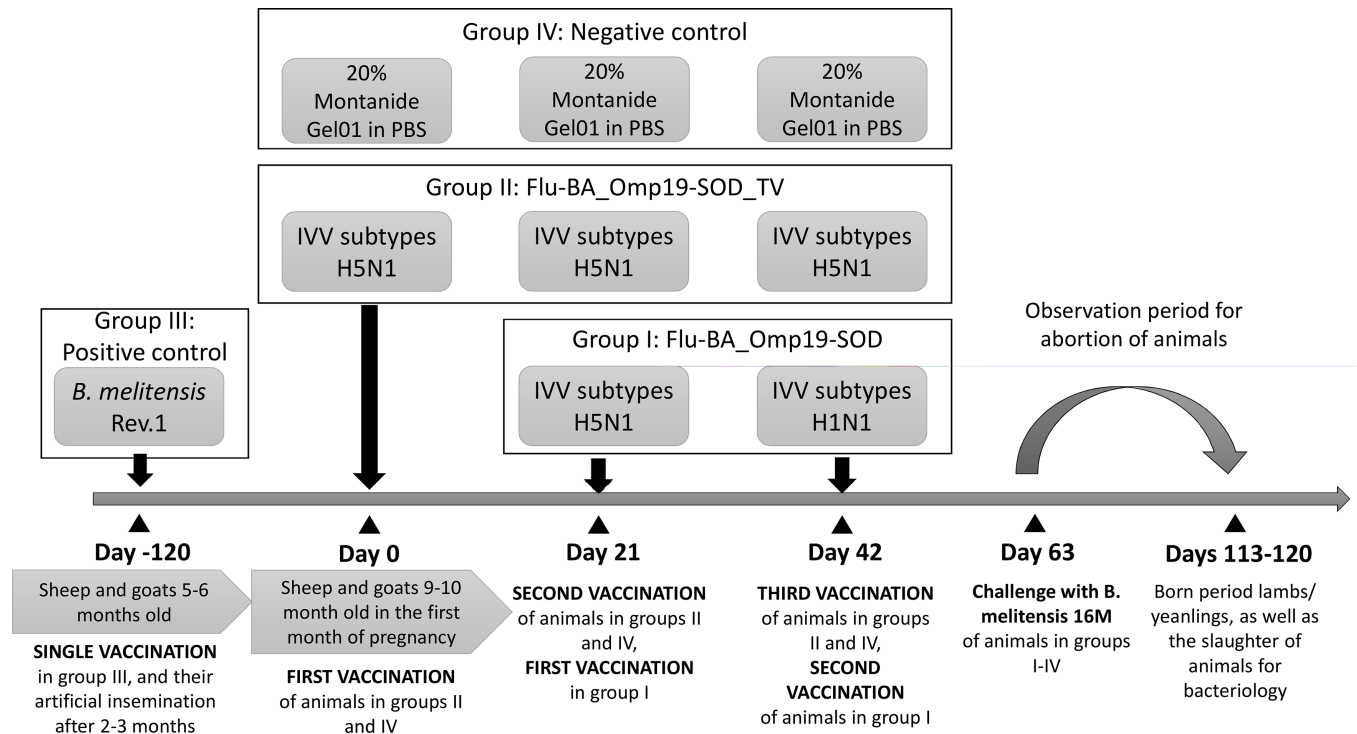 Group IV: Negative control
20%
Montanide
Gel01 in PBS
20%
Montanide
Gel01 in PBS
20%
Montanide
Gel01 in PBS
Group II: Flu-BA_Omp19-SOD_TV
IVV subtypes
H5N1
IVV subtypes
H5N1
IVV subtypes
H5N1
Group III:
Positive control
B. melitensis
Rev.1
Group I: Flu-BA_Omp19-SOD
IVV subtypes
H5N1
IVV subtypes
H1N1
Observation period for
abortion of animals
Day -120
Sheep and goats 5-6
months old
SINGLE VACCINATION
in group III, and their
artificial insemination
after 2-3 months
Day 0
Sheep and goats 9-10
month old in the first
month of pregnancy
FIRST VACCINATION
of animals in groups II
and IV
Day 21
SECOND VACCINATION
of animals in groups II
and IV,
FIRST VACCINATION
in group I
Day 42
THIRD VACCINATION
of animals in groups
II and IV,
SECOND
VACCINATION
of animals in group I
Day 63
Challenge with B.
melitensis 16M
of animals in groups
I-IV
Days 113-120
Born period lambs/
yeanlings, as well as
the slaughter of
animals for
bacteriology